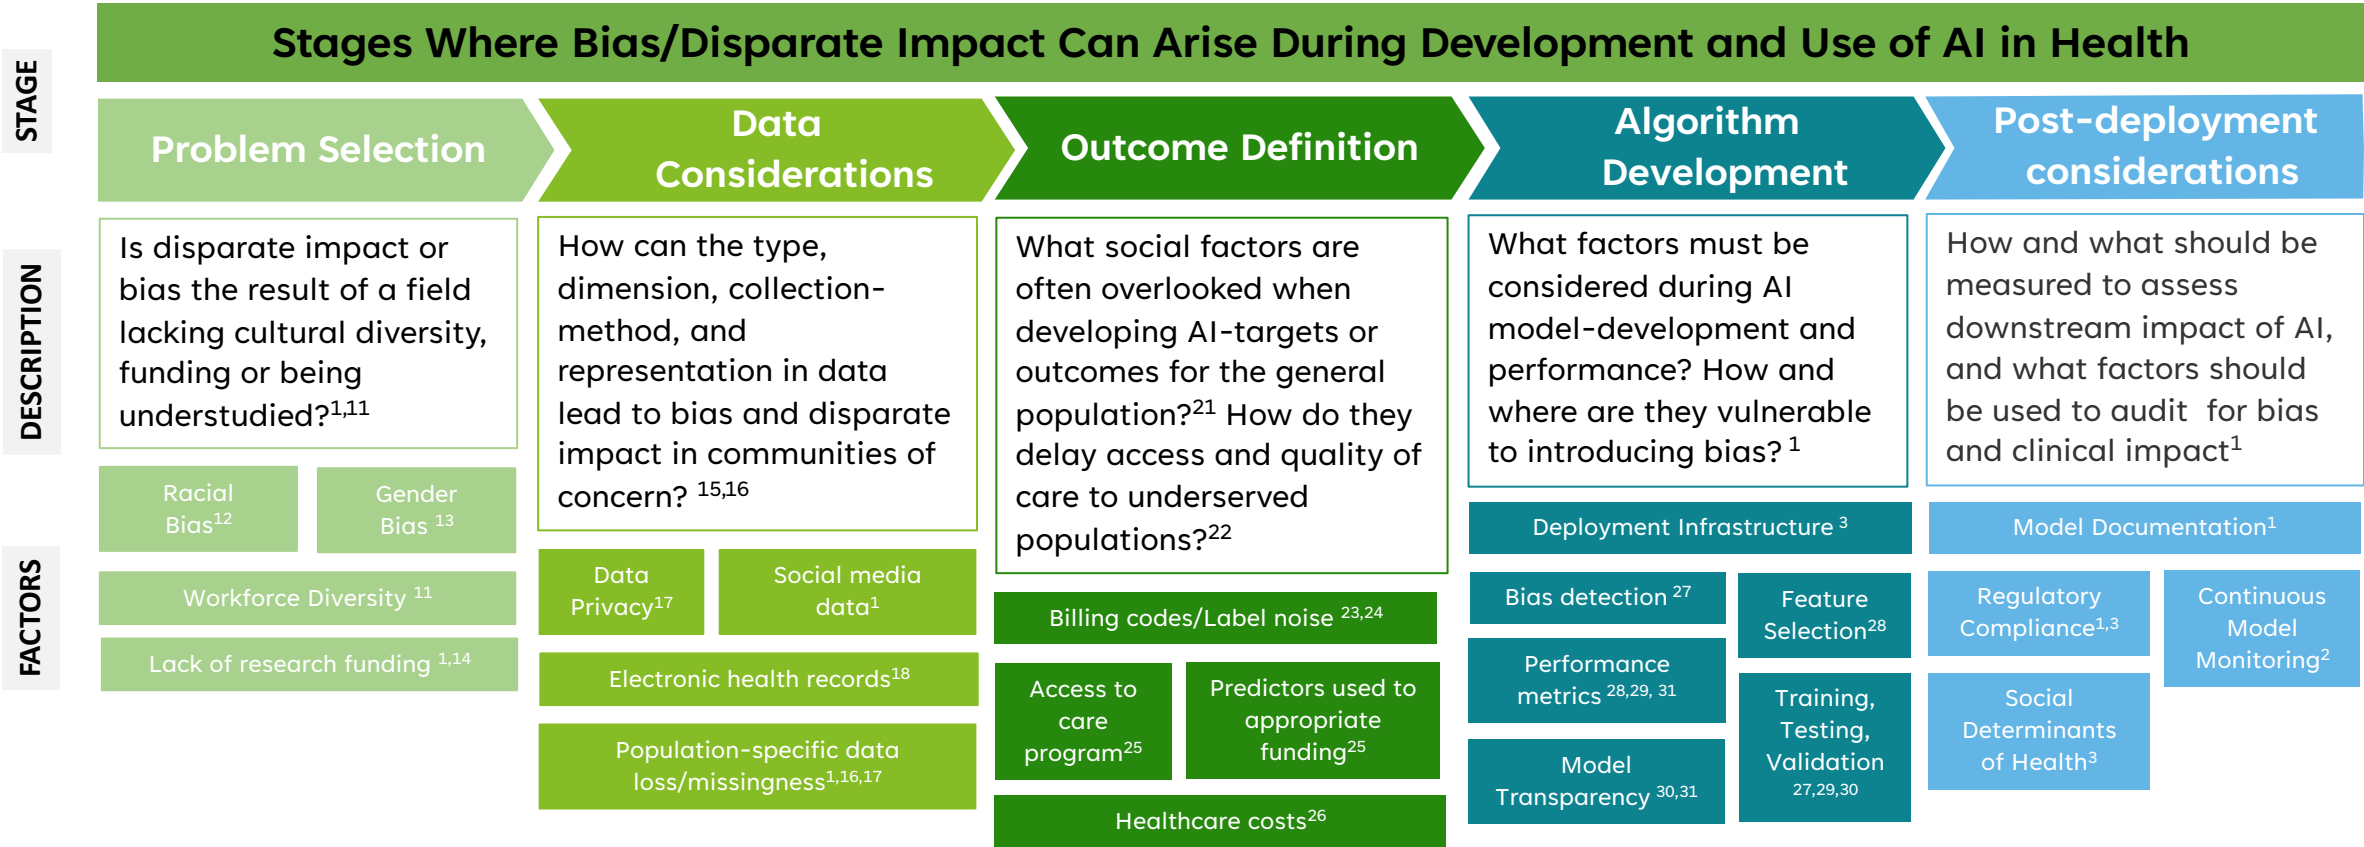 Stages Where Bias/Disparate Impact Can Arise During Development and Use of AI in Health
STAGE
Problem Selection
Data
Considerations
Outcome Definition
Algorithm
Development
Post-deployment
considerations
DESCRIPTION
Is disparate impact or
bias the result of a field
lacking cultural diversity,
funding or being
understudied?1,11
How can the type,
dimension, collection-
method, and
representation in data
lead to bias and disparate
impact in communities of
concern? 15,16
What social factors are
often overlooked when
developing AI-targets or
outcomes for the general
population?21 How do they
delay access and quality of
care to underserved
populations?22
What factors must be
considered during AI
model-development and
performance? How and
where are they vulnerable
to introducing bias? 1
How and what should be
measured to assess
downstream impact of AI,
and what factors should
be used to audit  for bias
and clinical impact1
FACTORS
Racial
Bias12
Gender
Bias 13
Workforce Diversity 11
Lack of research funding 1,14
Data
Privacy17
Social media
data1
Electronic health records18
Population-specific data
loss/missingness1,16,17
Billing codes/Label noise 23,24
Access to
care
program25
Predictors used to
appropriate
funding25
Healthcare costs26
Deployment Infrastructure 3
Bias detection 27
Feature
Selection28
Performance
metrics 28,29, 31
Training,
Testing,
Validation
27,29,30
Model
Transparency 30,31
Model Documentation1
Regulatory
Compliance1,3
Continuous
Model
Monitoring2
Social
Determinants
of Health3